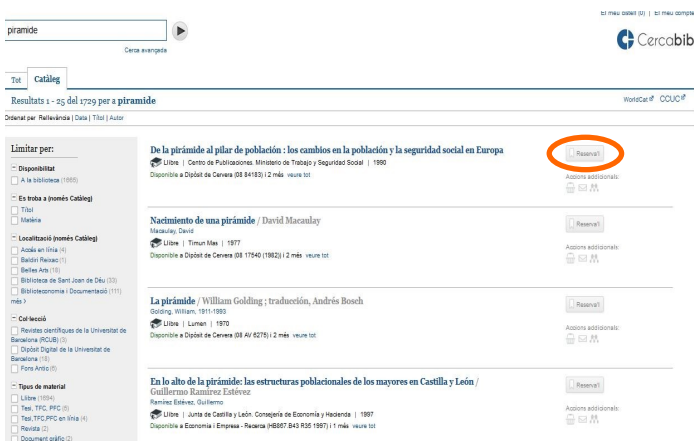 El meu cistell (0) | El meu compte
piramide
Cerca avançada
Cercabib
Tot Catàleg
Resultats 1 - 25 del 1729 per a piramide
WorldCat CCUC
Ordenat per Rellevància | Data | Títol | Autor
Limitar per:
Disponibilitat
A la biblioteca (1666)
Es troba a (només Catàleg)
Títol
Matèria
Localització (només Catàleg)
Accés en línia (4)
Baldiri Reixac (1)
Belles Arts (18)
Biblioteca de Sant Joan de Déu (33)
Biblioteconomia i Documentació (111)
més >
Col·lecció
Revistes científiques de la Universitat de
Barcelona (RCUB) (3)
Dipòsit Digital de la Universitat de
Barcelona (18)
Fons Antic (6)
Tipus de material
Llibre (1694)
Tesi, TFC, PFC (5)
Tesi,TFC,PFC en línia (4)
Revista (2)
Document gràfic (2)
De la pirámide al pilar de población : los cambios en la población y la seguridad social en Europa
Llibre | Centro de Publicaciones. Ministerio de Trabajo y Seguridad Social | 1990
Disponible a Dipòsit de Cervera (08 84183) i 2 més veure tot
Reserva'l
Accions addicionals:
Nacimiento de una pirámide / David Macaulay
Macaulay, David
Llibre | Timun Mas | 1977
Disponible a Dipòsit de Cervera (08 17540 (1982)) i 2 més veure tot
Reserva'l
Accions addicionals:
La pirámide / William Golding ; traducción, Andrés Bosch
Golding, William, 1911-1993
Llibre | Lumen | 1970
Disponible a Dipòsit de Cervera (08 AV 6275) i 2 més veure tot
Reserva'l
Accions addicionals:
En lo alto de la pirámide: las estructuras poblacionales de los mayores en Castilla y León /
Guillermo Ramírez Estévez
Ramírez Estévez, Guillermo
Llibre | Junta de Castilla y León. Consejería de Economía y Hacienda | 1997
Disponible a Economia i Empresa - Recerca (HB867.B43 R35 1997) i 1 més veure tot
Reserva'l
Accions addicionals: